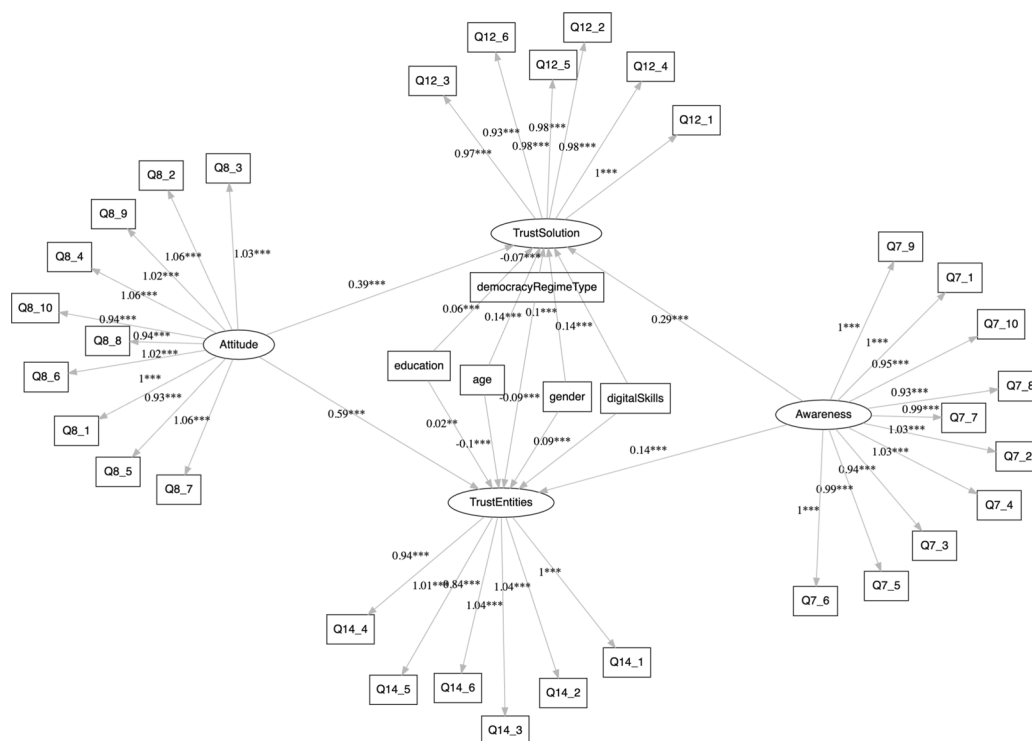 Q12_2
Q12_6
Q12_5
Q12_4
Q12_3
Q12_1
0.93***
0.98***
0.98***
0.98***
0.97***
1***
Q8_3
Q8_2
Q8_9
Q8_4
Q8_10
Q8_8
Q8_6
Q8_1
Q8_5
Q8_7
1.06***
1.03***
1.02***
1.06***
0.94***
0.94***
1.02***
1***
0.93***
1.06***
Attitude
TrustSolution
-0.07***
democracyRegimeType
0.39***
0.06***
0.14***
0.1***
0.14***
0.29***
education
age
gender
digitalSkills
-0.09***
0.59***
0.02**
-0.1***
0.09***
0.14***
TrustEntities
Awareness
Q7_9
Q7_1
Q7_10
Q7_8
Q7_7
Q7_2
Q7_4
Q7_3
Q7_5
Q7_6
1***
1***
0.95***
0.93***
0.99***
1.03***
1.03***
0.94***
0.99***
1***
0.94***
0.84***
1.04***
1.04***
1***
Q14_4
Q14_5
Q14_6
Q14_3
Q14_2
Q14_1